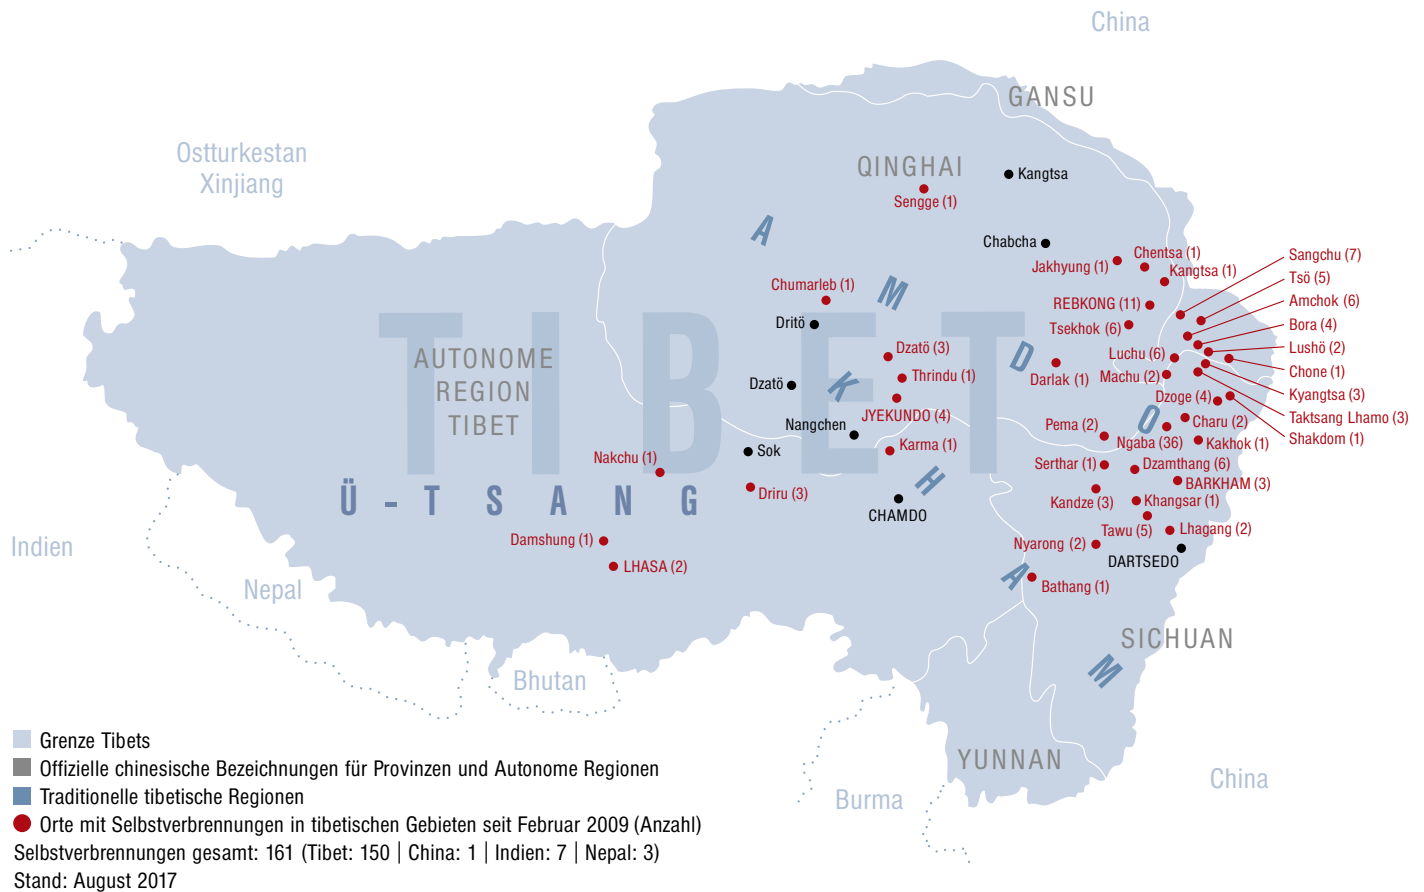 China
GANSU
Ostturkestan
Xinjiang
QINGHAI
Kangtsa
Sengge (1)
A
Chabcha
Chentsa (1)
Sangchu (7)
Jakhyung (1)
Kangtsa (1)
Tsö (5)
Chumarleb (1)
M
Amchok (6)
REBKONG (11)
Dritö
Tsekhok (6)
Bora (4)
TIBET
AUTONOME
REGION
TIBET
Dzatö (3)
D
Luchu (6)
Lushö (2)
Thrindu (1)
Darlak (1)
Machu (2)
Chone (1)
Dzatö
K
Dzoge (4)
Kyangtsa (3)
JYEKUNDO (4)
O
Taktsang Lhamo (3)
Nangchen
Pema (2)
Charu (2)
Shakdom (1)
Karma (1)
Ngaba (36)
Kakhok (1)
Sok
Nakchu (1)
Serthar (1)
Dzamthang (6)
H
BARKHAM (3)
Ü-TSANG
Driru (3)
Kandze (3)
Khangsar (1)
CHAMDO
Tawu (5)
Lhagang (2)
Damshung (1)
Nyarong (2)
Indien
LHASA (2)
DARTSEDO
A
Bathang (1)
Nepal
SICHUAN
Bhutan
M
YUNNAN
China
Burma
Grenze Tibets
Offizielle chinesische Bezeichnungen für Provinzen und Autonome Regionen
Traditionelle tibetische Regionen
Orte mit Selbstverbrennungen in tibetischen Gebieten seit Februar 2009 (Anzahl)
Selbstverbrennungen gesamt: 161 (Tibet: 150 | China: 1 | Indien: 7 | Nepal: 3)
Stand: August 2017